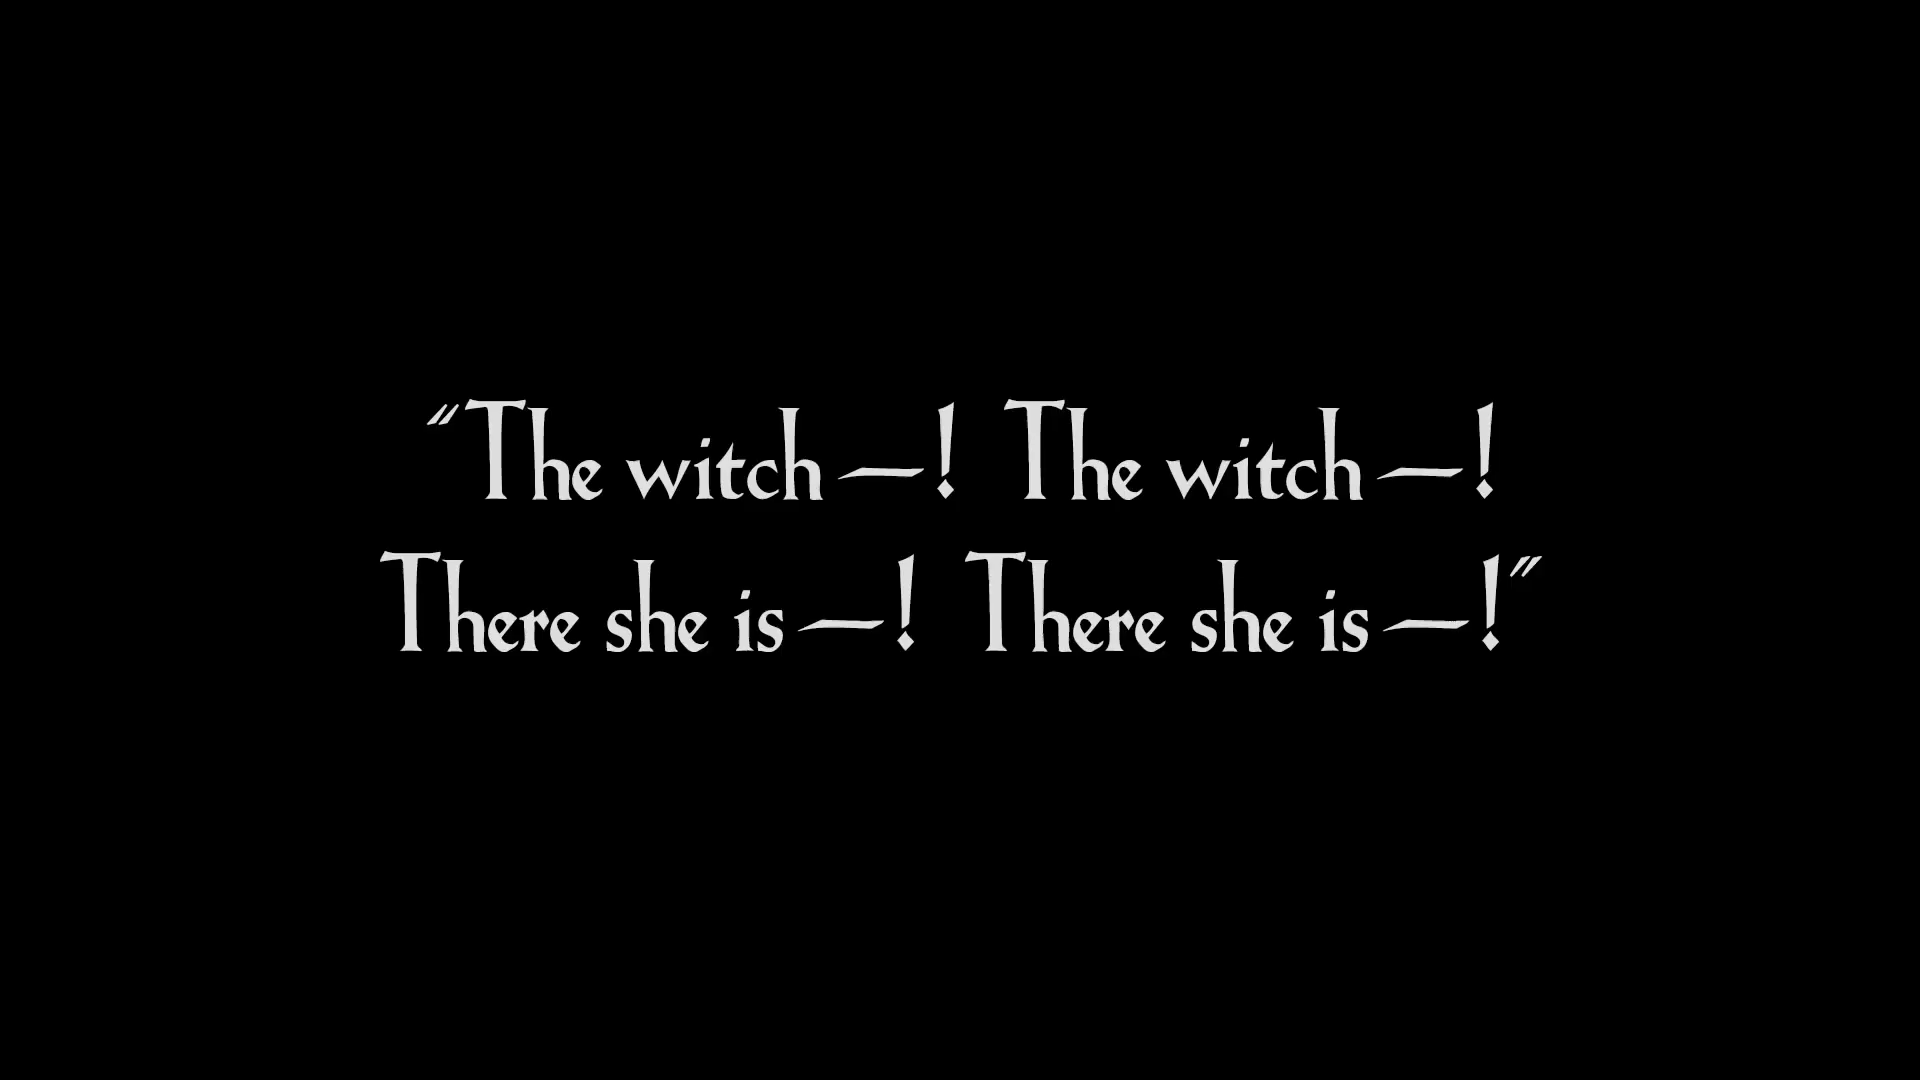 “The witch—! The witch—!
There she is—! There she is—!”